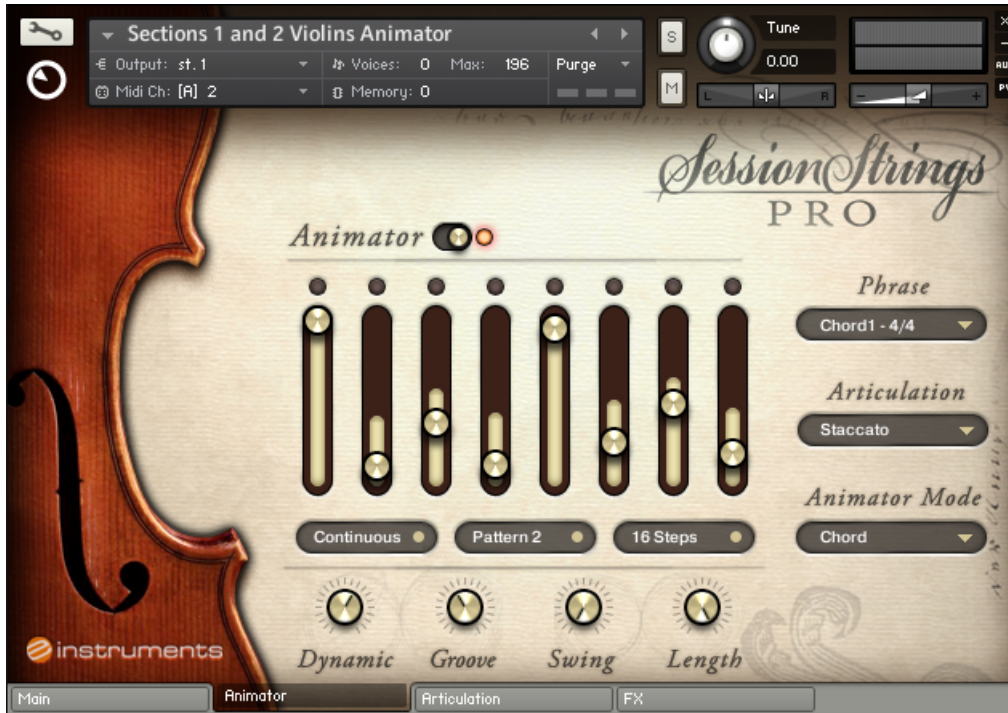 Sections 1 and 2 Violins Animator
Output: st.1
Voices: 0 Max: 196
Purge
Midi Ch: [A] 2
Memory: 0
S
M
Tune
0.00
L
R
-
+
AU
PV
Session Strings
PRO
Animator
Phrase
Chord1 - 4/4
Articulation
Staccato
Animator Mode
Chord
Continuous
Pattern 2
16 Steps
Dynamic
Groove
Swing
Length
e instruments
Main
Animator
Articulation
FX